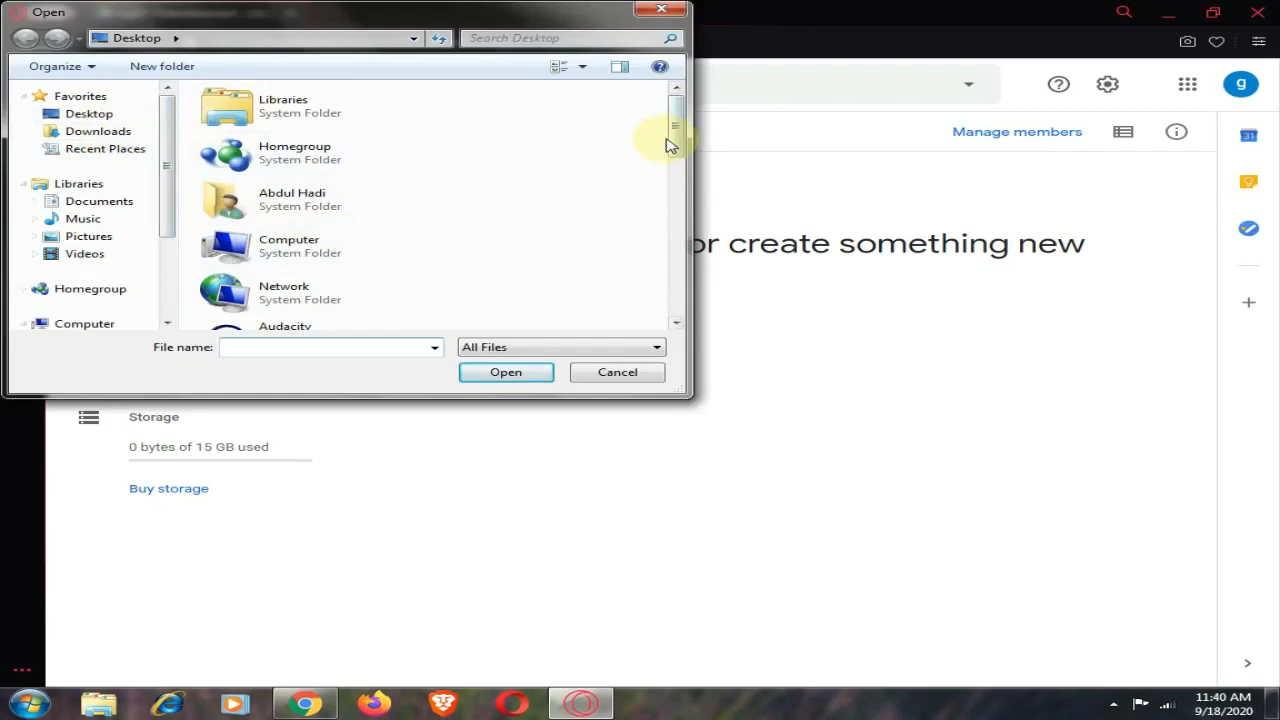 Open
Desktop
Search Desktop
Organize
New folder
Favorites
Desktop
Downloads
Recent Places
Libraries
Documents
Music
Pictures
Videos
Homegroup
Computer
Libraries
System Folder
Homegroup
System Folder
Abdul Hadi
System Folder
Computer
System Folder
Network
System Folder
Audacity
File name:
All Files
Open
Cancel
g
Manage members
31
or create something new
Storage
0 bytes of 15 GB used
Buy storage
11:40 AM
9/18/2020